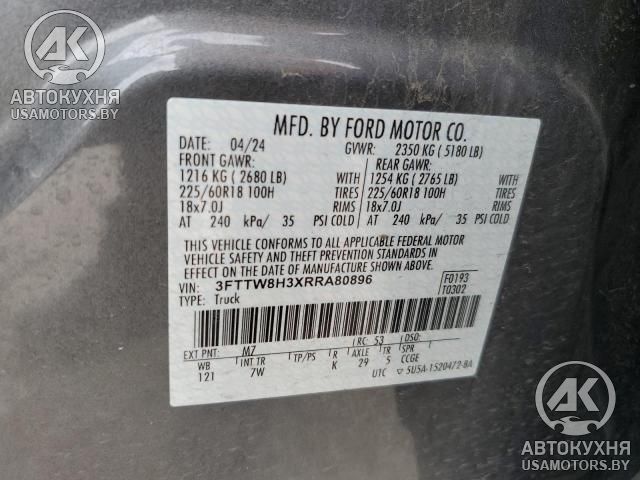 АК
АВТОКУХНЯ
USAMOTORS.BY
MFD. BY FORD MOTOR CO.
DATE: 04/24 GVWR: 2350 KG ( 5180 LB)
FRONT GAWR: REAR GAWR:
1216 KG ( 2680 LB) WITH 1254 KG ( 2765 LB) WITH
225/60R18 100H TIRES 225/60R18 100H TIRES
18x7.0J RIMS 18x7.0J RIMS
AT 240 kPa/ 35 PSI COLD AT 240 kPa/ 35 PSI COLD
THIS VEHICLE CONFORMS TO ALL APPLICABLE FEDERAL MOTOR
VEHICLE SAFETY AND THEFT PREVENTION STANDARDS IN
EFFECT ON THE DATE OF MANUFACTURE SHOWN ABOVE.
VIN: 3FTTW8H3XRRA80896 F0193
TYPE: Truck T0302
EXT PNT: M7 RC: 53 DSO:
WB INT TR TP/PS R AXLE TR SPR
121 7W K 29 5 CCGE
UTC ▽ 5U5A-1520472-BA
АК
АВТОКУХНЯ
USAMOTORS.BY